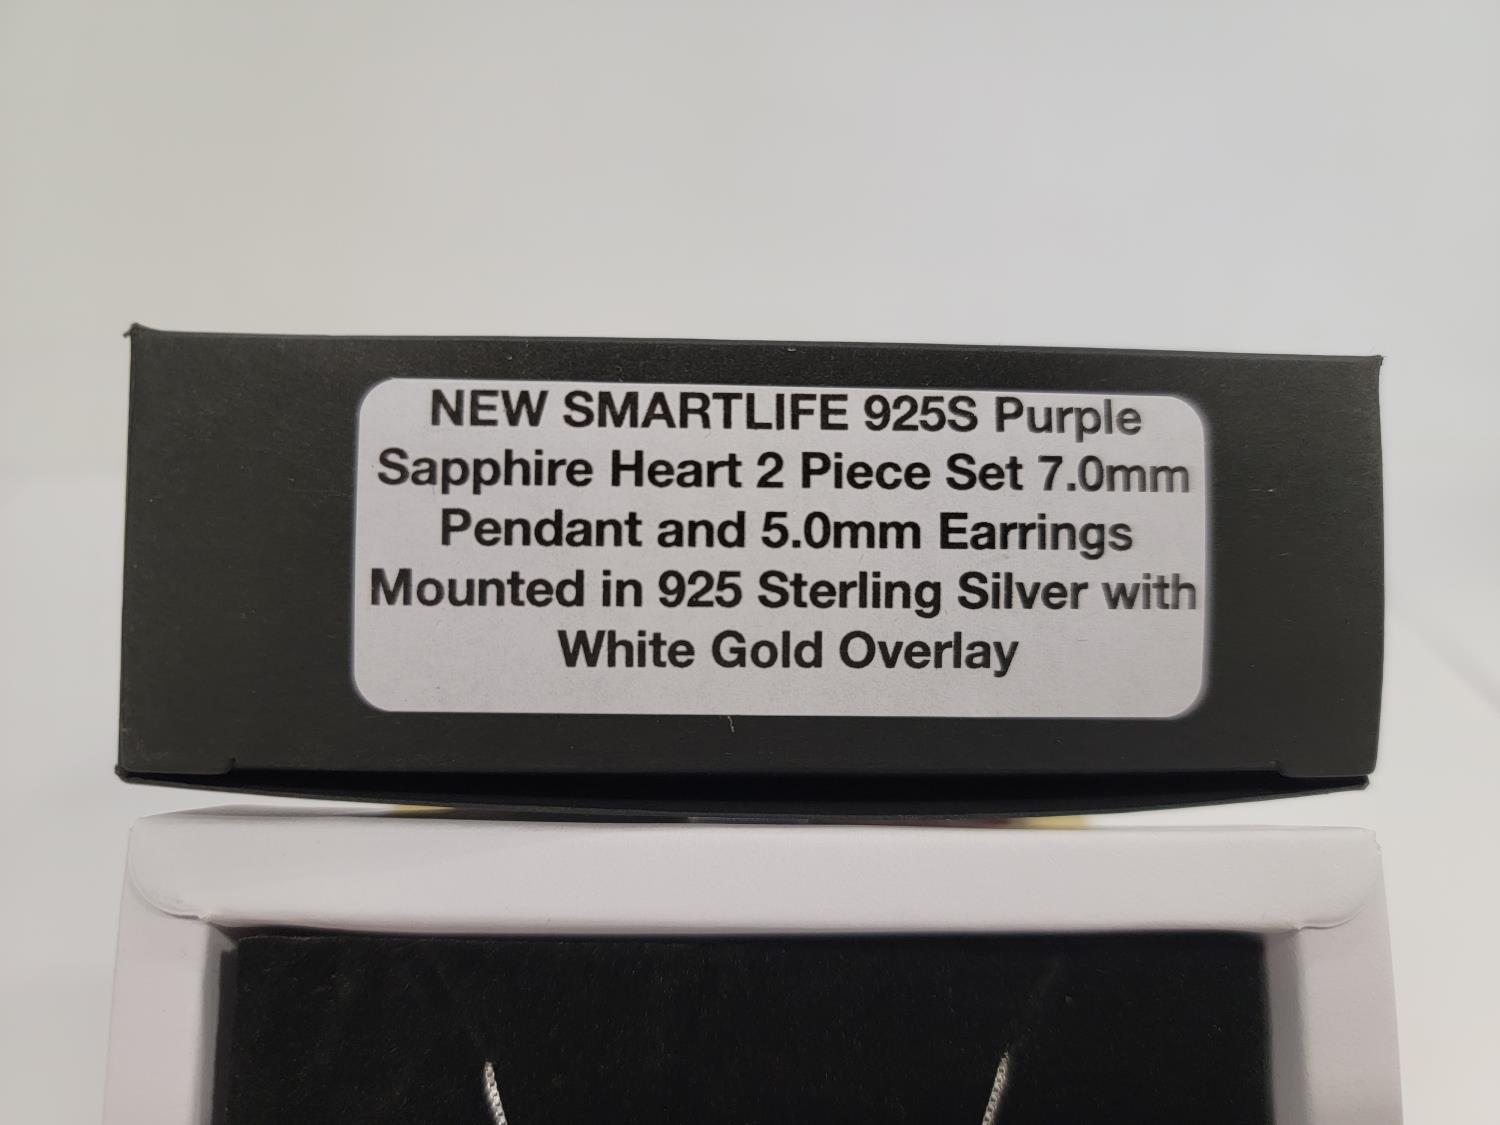 NEW SMARTLIFE 925S Purple
Sapphire Heart 2 Piece Set 7.0mm
Pendant and 5.0mm Earrings
Mounted in 925 Sterling Silver with
White Gold Overlay